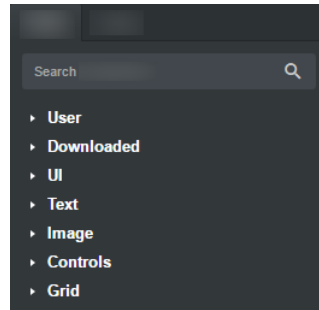 Search
User
Downloaded
UI
Text
Image
Controls
Grid